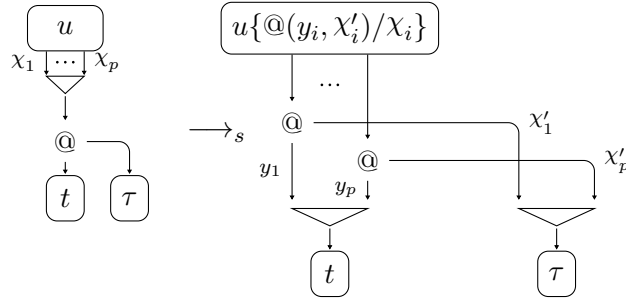 u
χ₁ ... χₚ
@
t τ
⟶ₛ
u{@(yᵢ, χ′ᵢ)/χᵢ}
...
@ χ′₁
@ χ′ₚ
y₁ yₚ
t τ